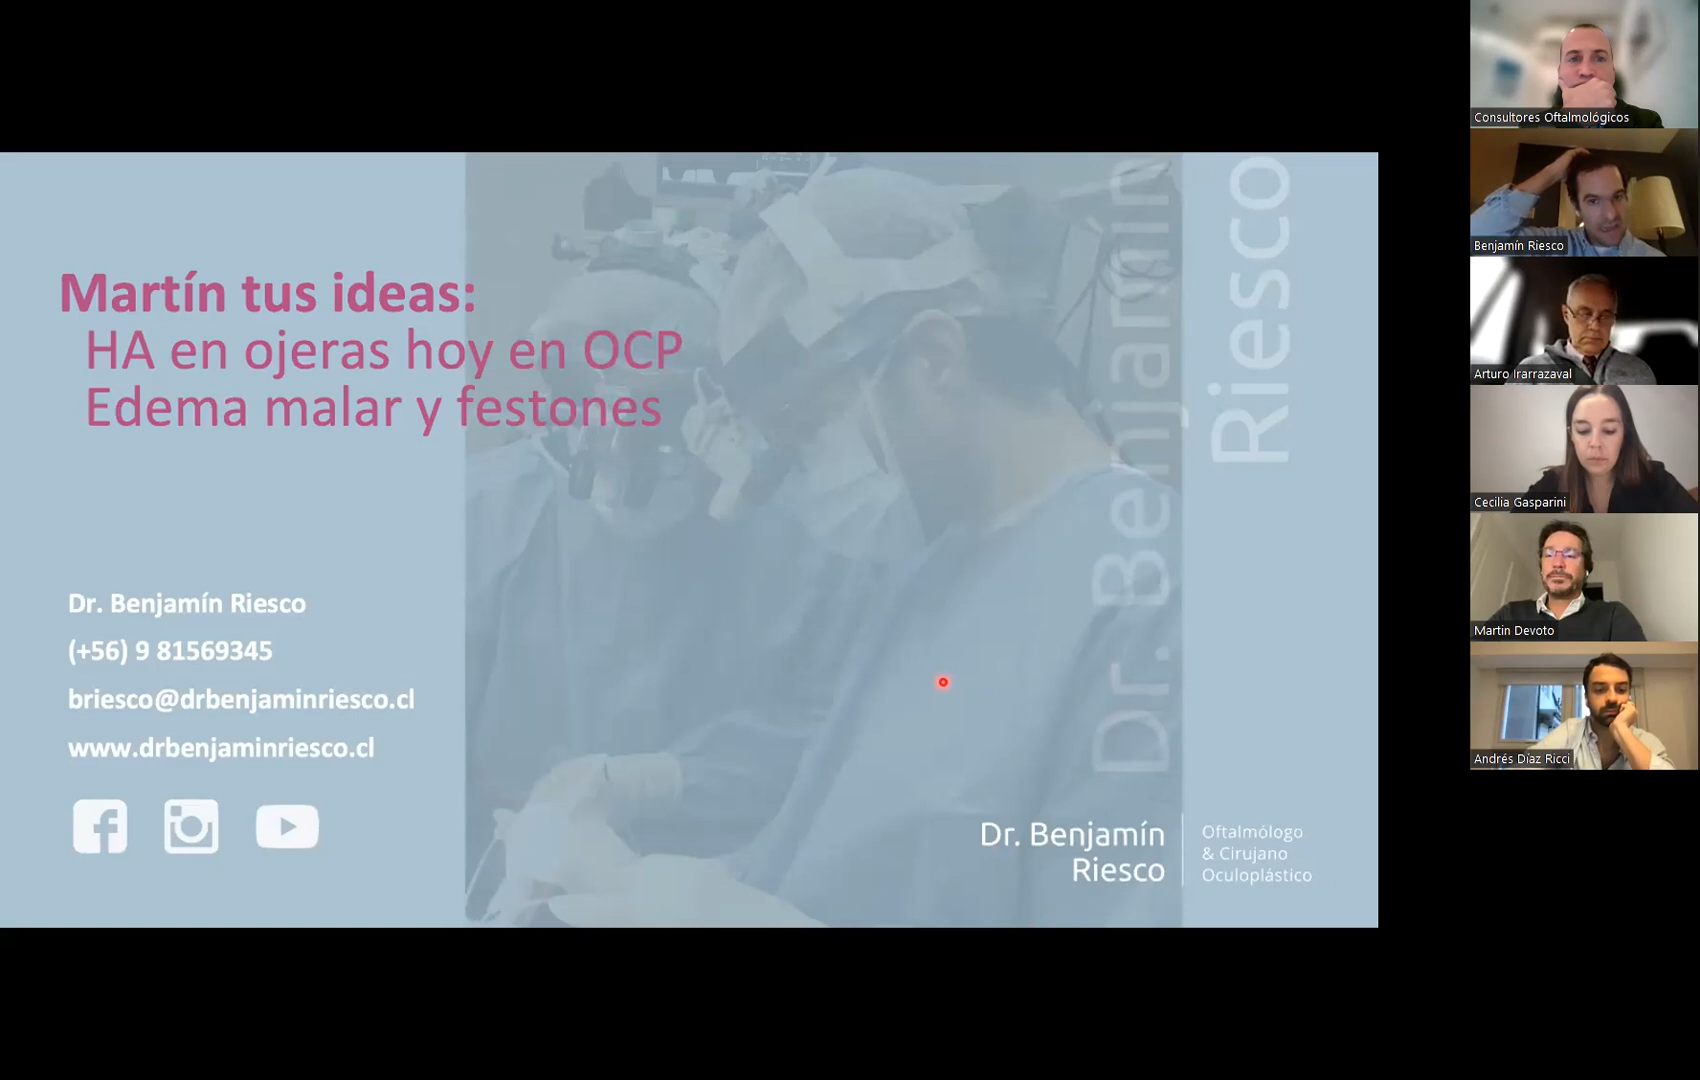 Martín tus ideas:
HA en ojeras hoy en OCP
Edema malar y festones
Dr. Benjamín Riesco
(+56) 9 81569345
briesco@drbenjaminriesco.cl
www.drbenjaminriesco.cl
Dr. Benjamín
Riesco
Dr. Benjamín
Riesco
Oftalmólogo
& Cirujano
Oculoplástico
Consultores Oftalmológicos
Benjamín Riesco
Arturo Irarrazaval
Cecilia Gasparini
Martin Devoto
Andrés Díaz Ricci